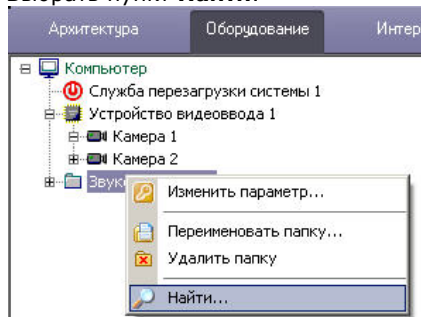 Архитектура Оборудование Интер
Компьютер
Служба перезагрузки системы 1
Устройство видеоввода 1
Камера 1
Камера 2
Звук
Изменить параметр...
Переименовать папку...
Удалить папку
Найти...